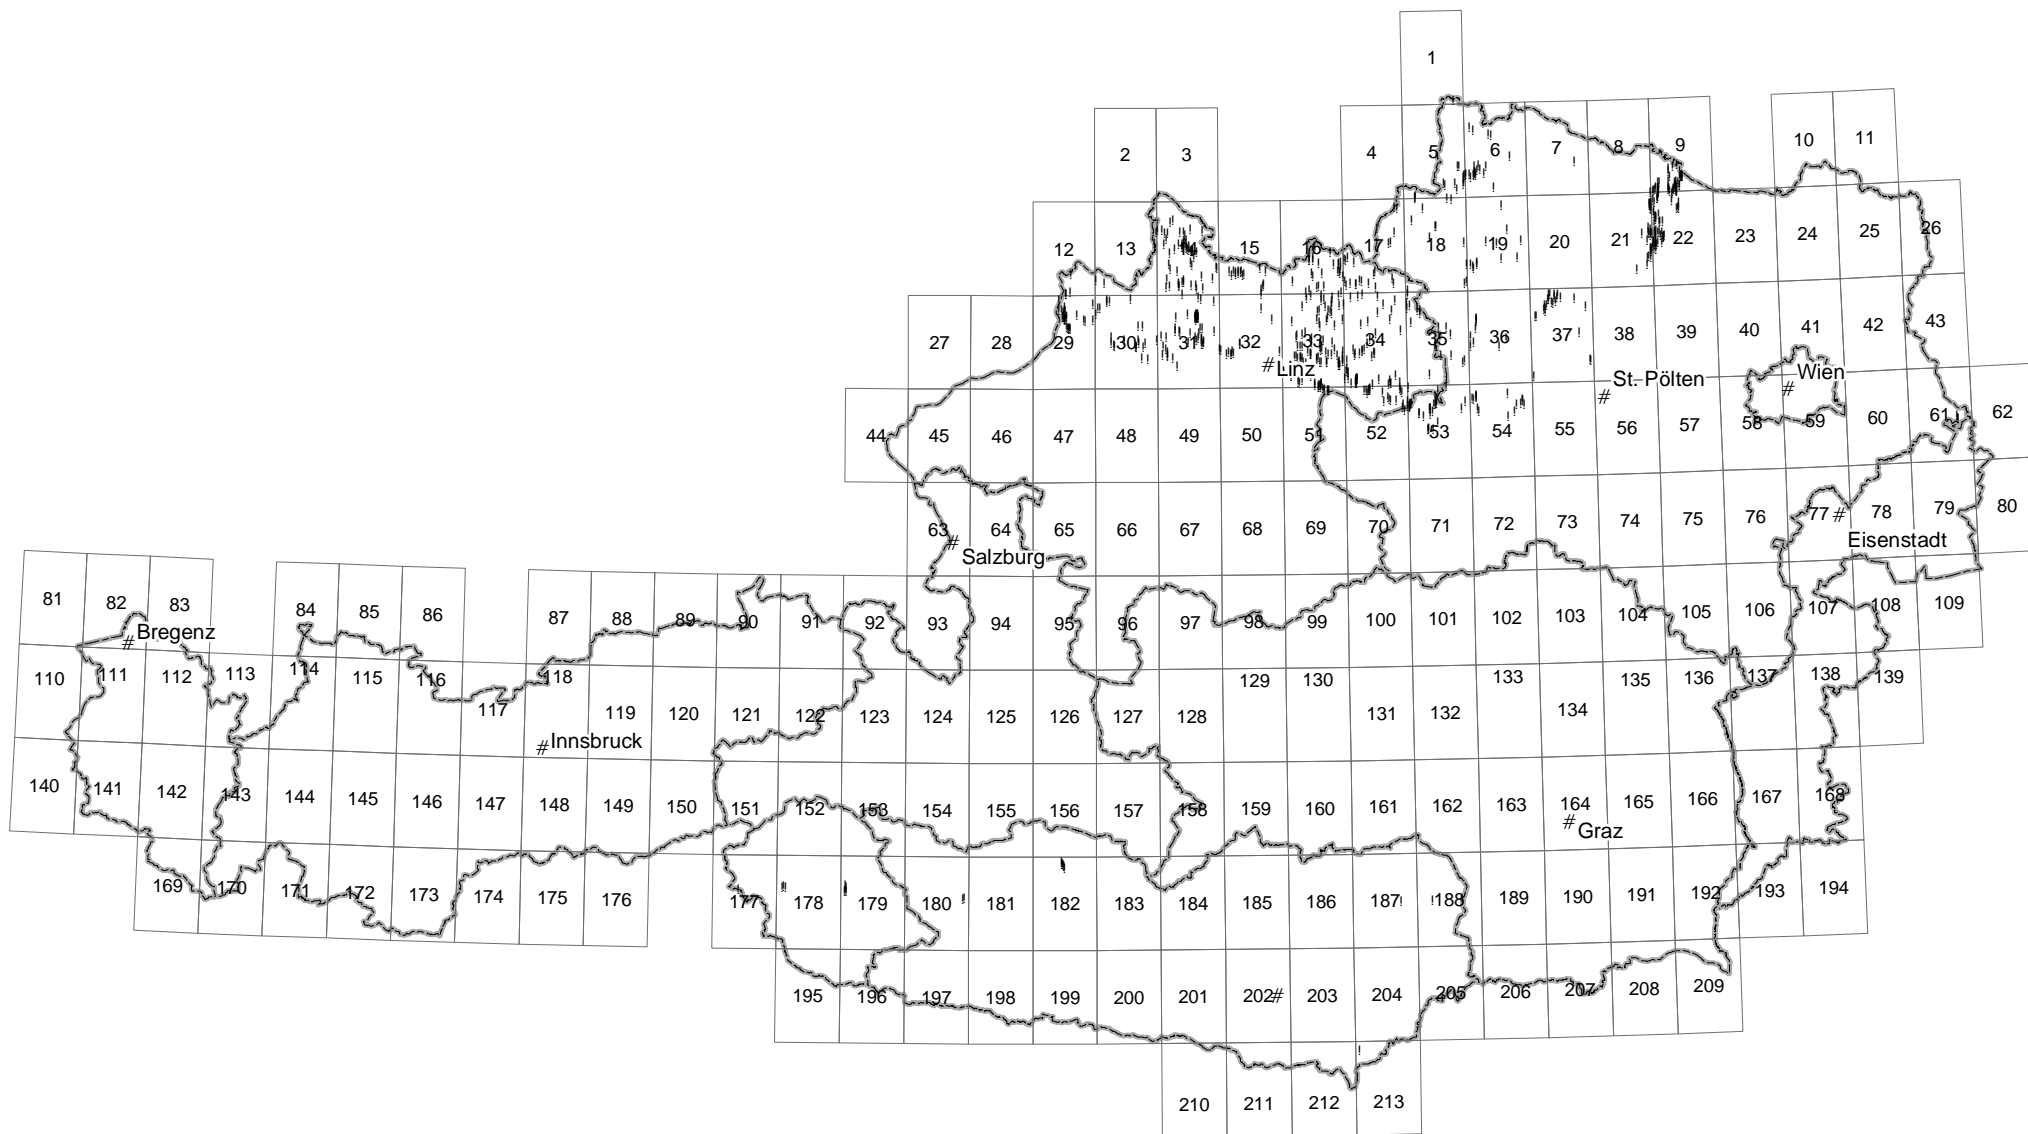 1
2 3 4 5 6 7 8 9 10 11
12 13 14 15 16 17 18 19 20 21 22 23 24 25 26
27 28 29 30 31 32 33 34 35 36 37 38 39 40 41 42 43
# Linz
# St. Pölten
# Wien
44 45 46 47 48 49 50 51 52 53 54 55 56 57 58 59 60 61 62
63 64 65 66 67 68 69 70 71 72 73 74 75 76 77 78 79 80
# Salzburg
# Eisenstadt
81 82 83 84 85 86 87 88 89 90 91 92 93 94 95 96 97 98 99 100 101 102 103 104 105 106 107 108 109
# Bregenz
110 111 112 113 114 115 116 117 118 119 120 121 122 123 124 125 126 127 128 129 130 131 132 133 134 135 136 137 138 139
# Innsbruck
140 141 142 143 144 145 146 147 148 149 150 151 152 153 154 155 156 157 158 159 160 161 162 163 164 165 166 167 168
# Graz
169 170 171 172 173 174 175 176 177 178 179 180 181 182 183 184 185 186 187 188 189 190 191 192 193 194
195 196 197 198 199 200 201 202 # 203 204 205 206 207 208 209
210 211 212 213